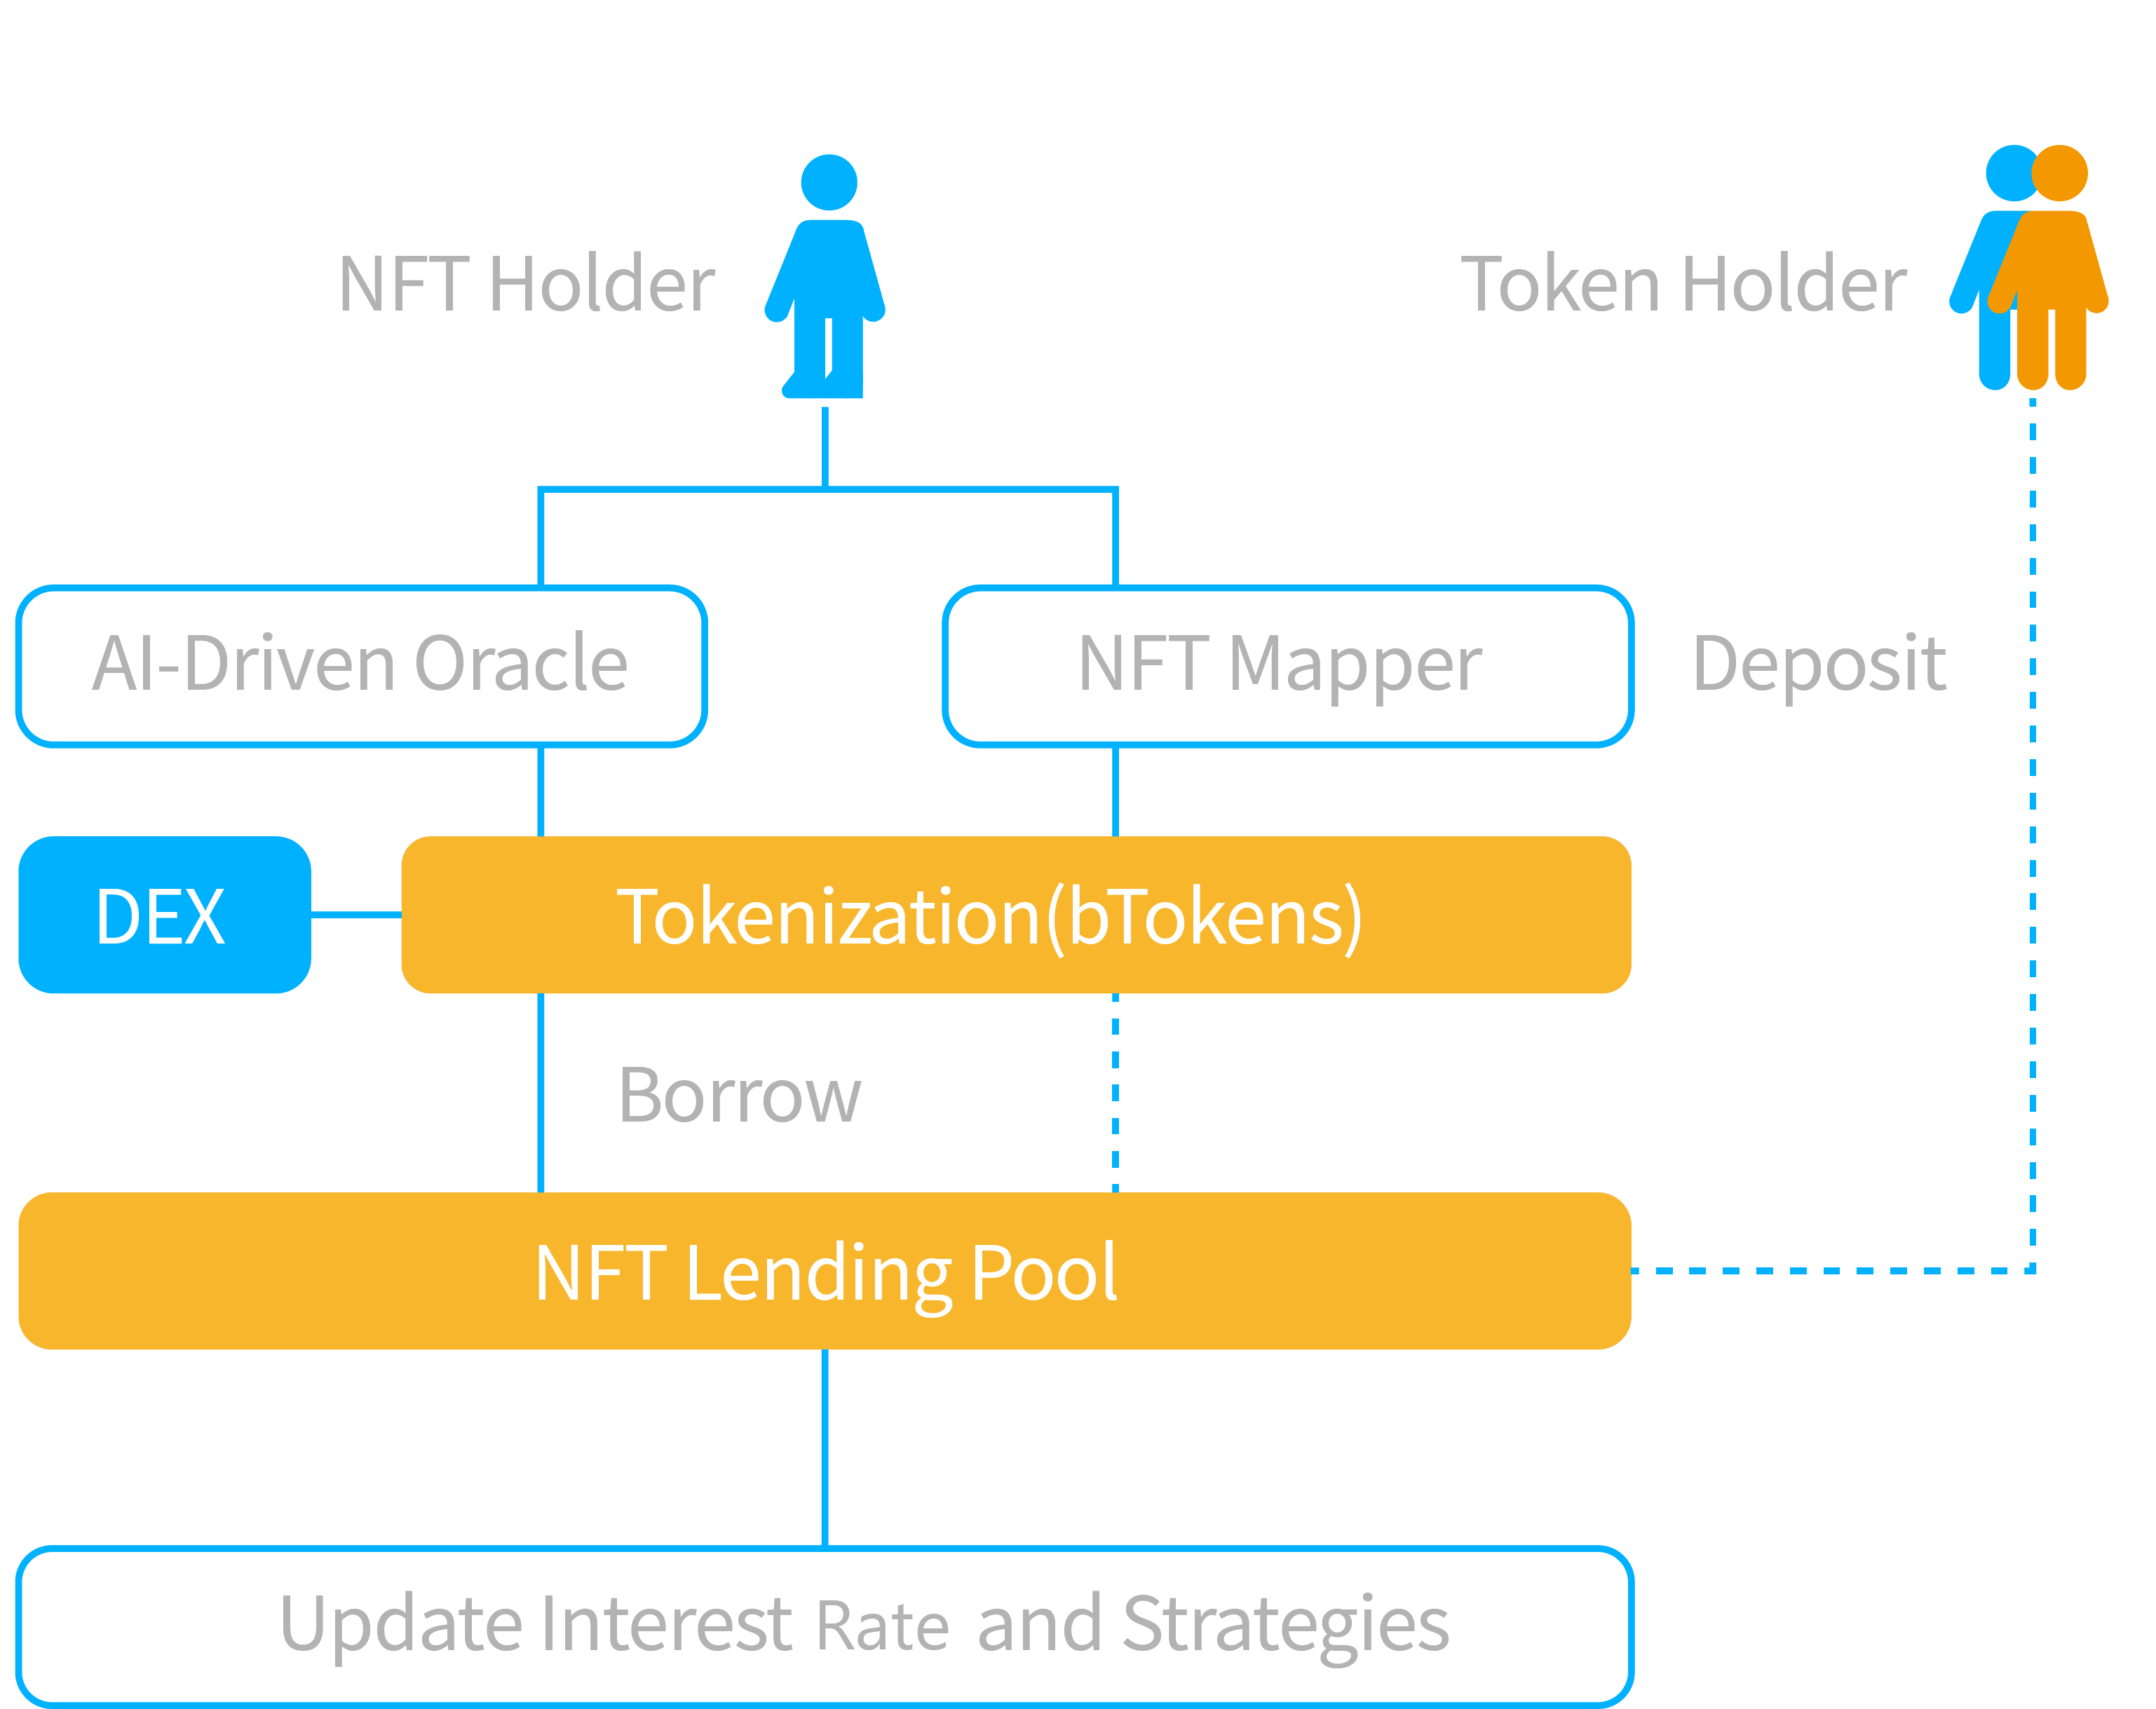 NFT Holder
Token Holder
AI-Driven Oracle
NFT Mapper
Deposit
DEX
Tokenization(bTokens)
Borrow
NFT Lending Pool
Update Interest Rate and Strategies